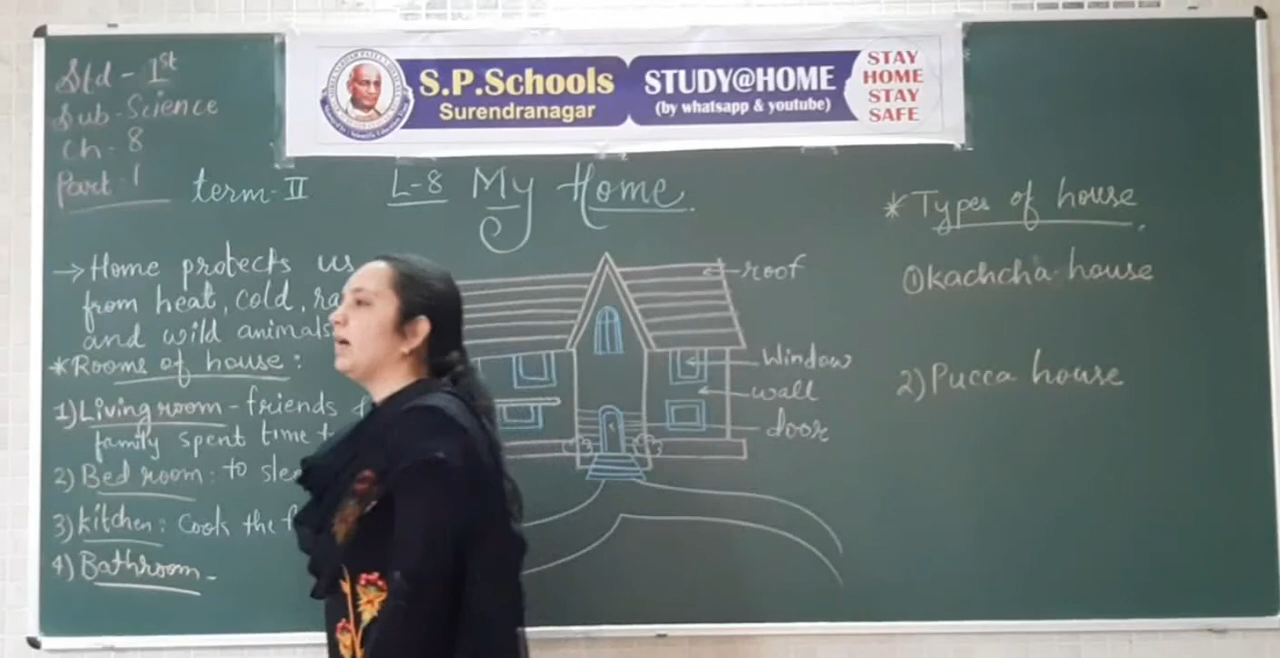 Std - 1st
Sub - Science
Ch - 8
Part - 1
S.P.Schools
Surendranagar
STUDY@HOME
(by whatsapp & youtube)
STAY
HOME
STAY
SAFE
term-II
L-8 My Home
→ Home protects us
from heat, cold,
and wild animals
* Rooms of house:
1) Living room - friends
family spent time
2) Bed room: to
3) kitchen: Cook the
4) Bathroom -
roof
Window
wall
door
* Types of house
① kachcha house
2) Pucca house